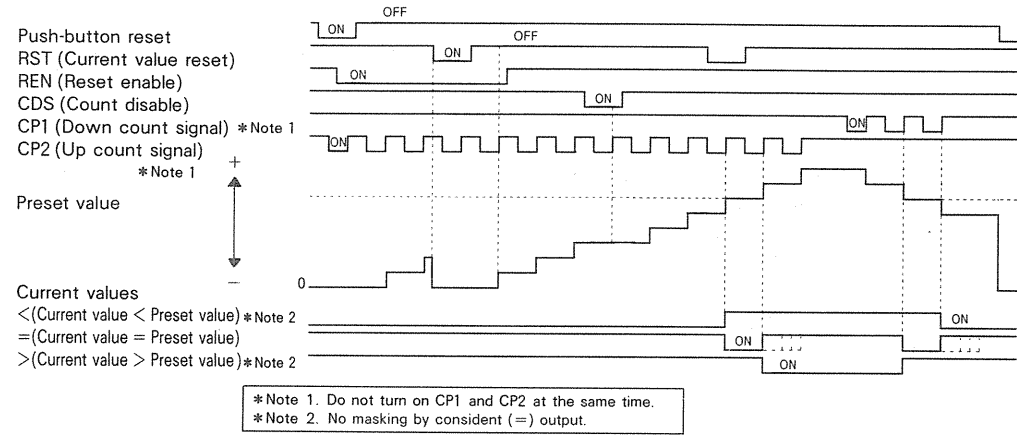 OFF
Push-button reset ON
OFF
RST (Current value reset) ON
REN (Reset enable) ON
CDS (Count disable) ON
CP1 (Down count signal) *Note 1 ON
CP2 (Up count signal) ON
+
*Note 1
Preset value
−
0
Current values
<(Current value < Preset value)*Note 2 ON
=(Current value = Preset value) ON
>(Current value > Preset value)*Note 2 ON
*Note 1. Do not turn on CP1 and CP2 at the same time.
*Note 2. No masking by consident (=) output.